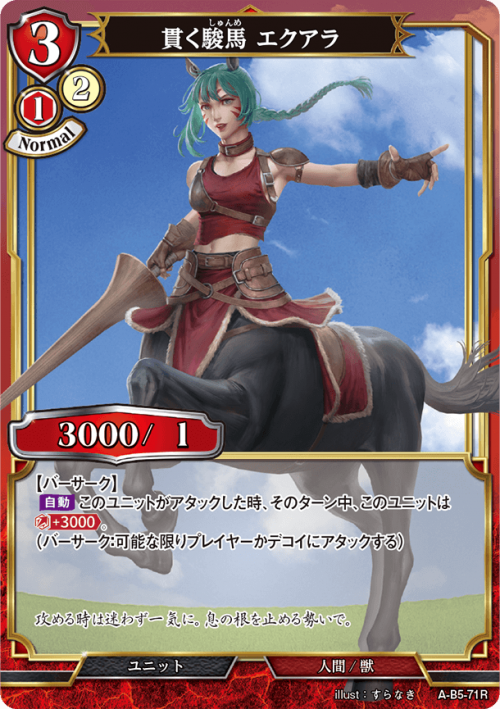 3
しゅんめ
貫く駿馬 エクアラ
1
2
Normal
3000/ 1
【バーサーク】
自動 このユニットがアタックした時、そのターン中、このユニットは
+3000。
(バーサーク:可能な限りプレイヤーかデコイにアタックする)
攻める時は迷わず一気に。息の根を止める勢いで。
ユニット
人間/獣
illust:すらなき
A-B5-71R